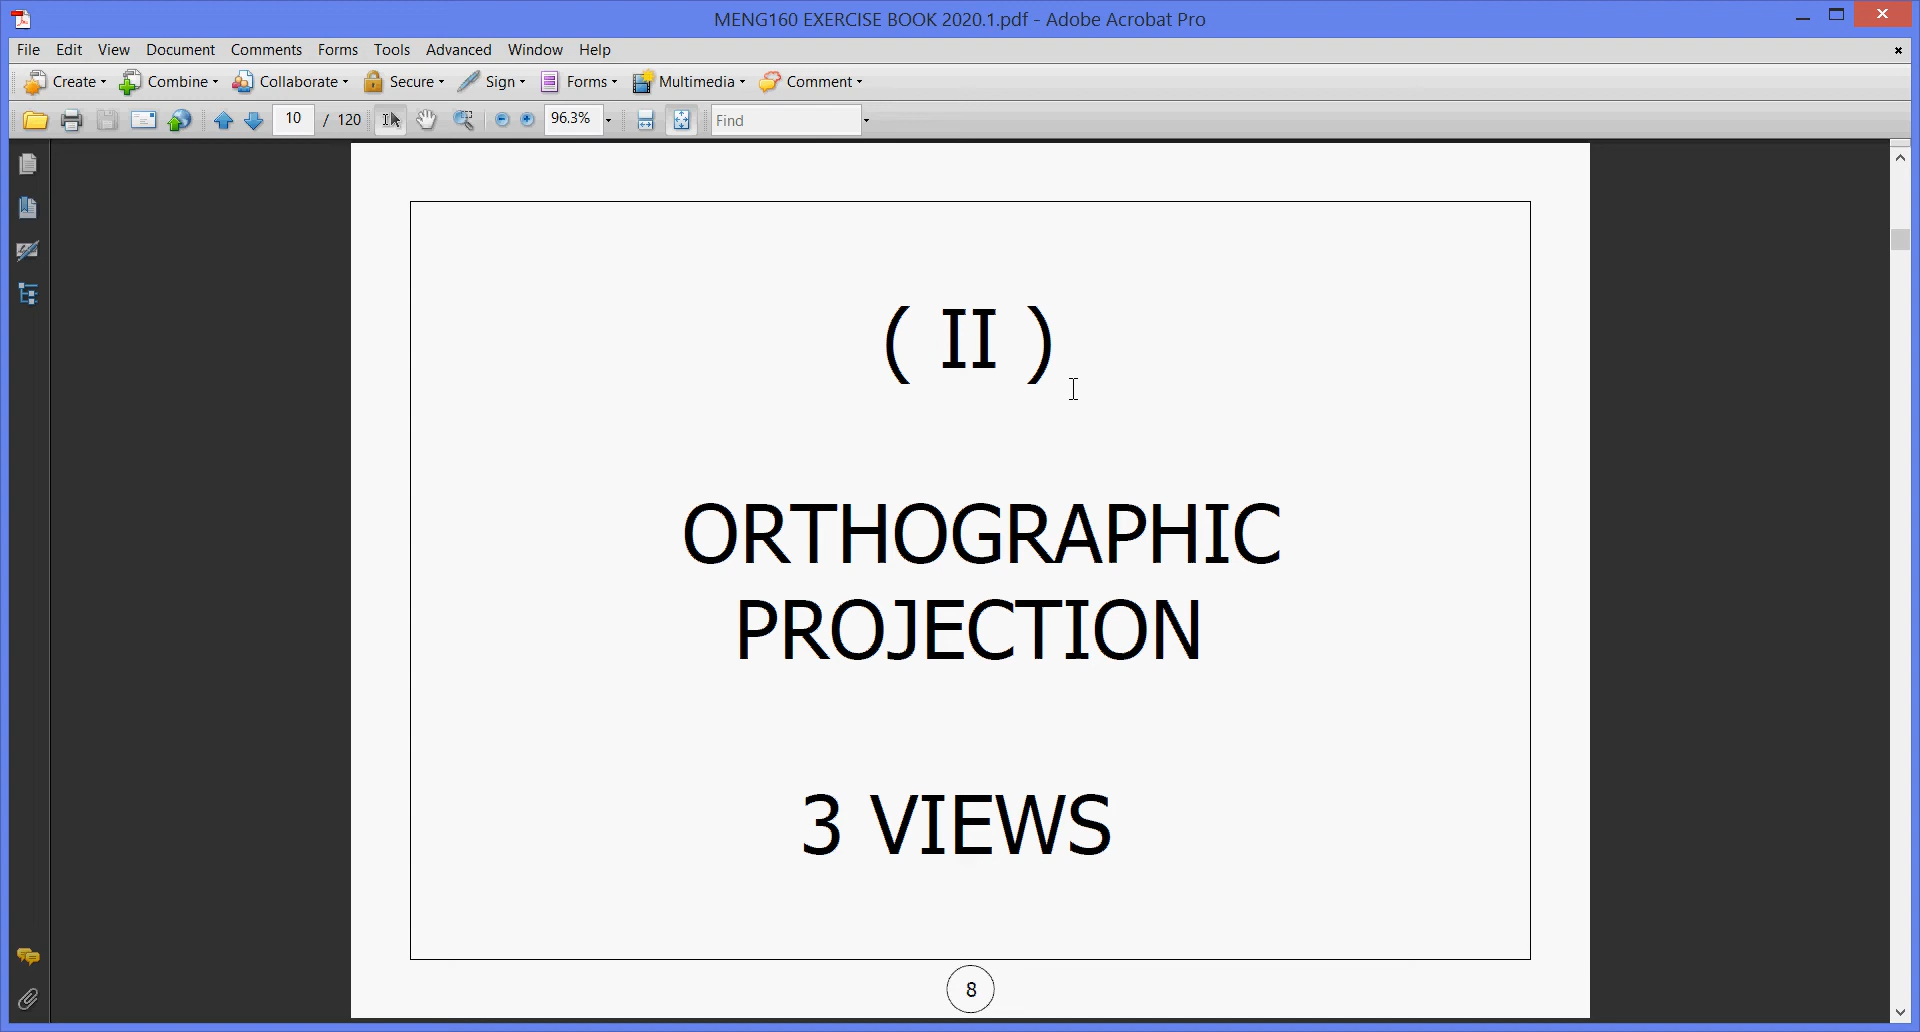 MENG160 EXERCISE BOOK 2020.1.pdf - Adobe Acrobat Pro
File Edit View Document Comments Forms Tools Advanced Window Help
Create Combine Collaborate Secure Sign Forms Multimedia Comment
10 / 120 96.3% Find
( II )
ORTHOGRAPHIC
PROJECTION
3 VIEWS
8